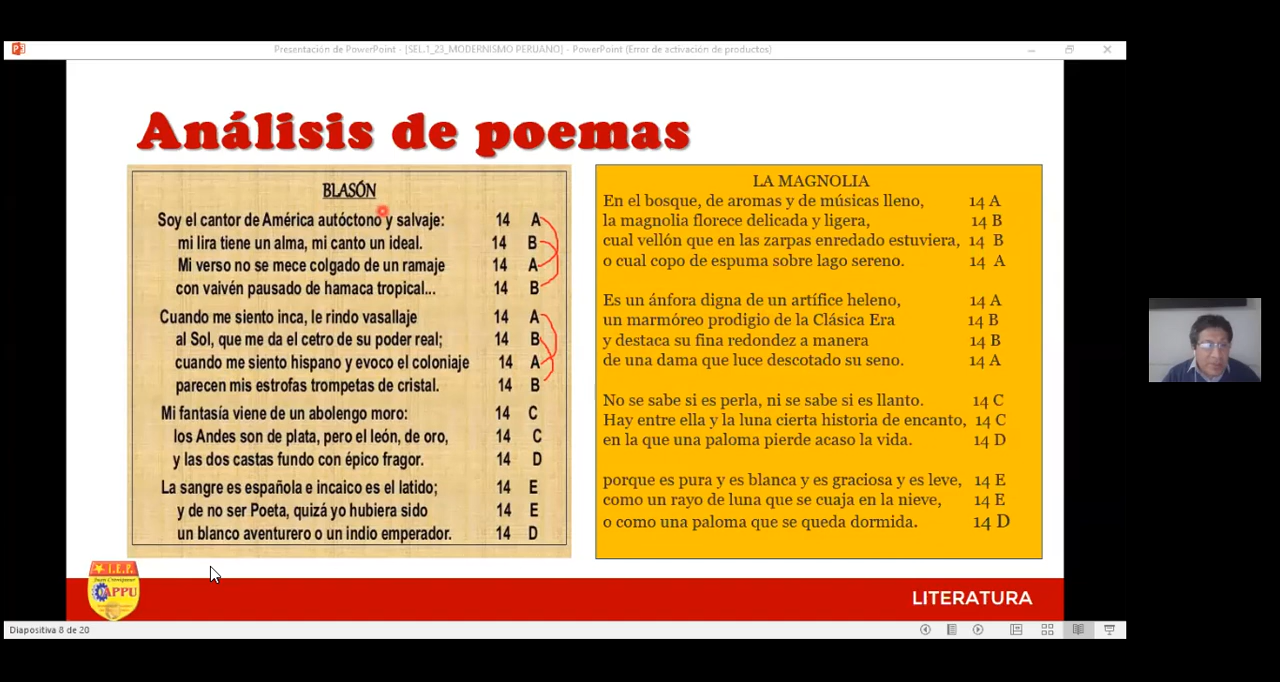 Presentación de PowerPoint - [SEL.1_23_MODERNISMO PERUANO] - PowerPoint (Error de activación de productos)
Análisis de poemas
BLASÓN
Soy el cantor de América autóctono y salvaje: 14 A
mi lira tiene un alma, mi canto un ideal. 14 B
Mi verso no se mece colgado de un ramaje 14 A
con vaivén pausado de hamaca tropical... 14 B
Cuando me siento inca, le rindo vasallaje 14 A
al Sol, que me da el cetro de su poder real; 14 B
cuando me siento hispano y evoco el coloniaje 14 A
parecen mis estrofas trompetas de cristal. 14 B
Mi fantasía viene de un abolengo moro: 14 C
los Andes son de plata, pero el león, de oro, 14 C
y las dos castas fundo con épico fragor. 14 D
La sangre es española e incaico es el latido; 14 E
y de no ser Poeta, quizá yo hubiera sido 14 E
un blanco aventurero o un indio emperador. 14 D
LA MAGNOLIA
En el bosque, de aromas y de músicas lleno, 14 A
la magnolia florece delicada y ligera, 14 B
cual vellón que en las zarpas enredado estuviera, 14 B
o cual copo de espuma sobre lago sereno. 14 A
Es un ánfora digna de un artífice heleno, 14 A
un marmóreo prodigio de la Clásica Era 14 B
y destaca su fina redondez a manera 14 B
de una dama que luce descotado su seno. 14 A
No se sabe si es perla, ni se sabe si es llanto. 14 C
Hay entre ella y la luna cierta historia de encanto, 14 C
en la que una paloma pierde acaso la vida. 14 D
porque es pura y es blanca y es graciosa y es leve, 14 E
como un rayo de luna que se cuaja en la nieve, 14 E
o como una paloma que se queda dormida. 14 D
I.E.P.
APPU
LITERATURA
Diapositiva 8 de 20